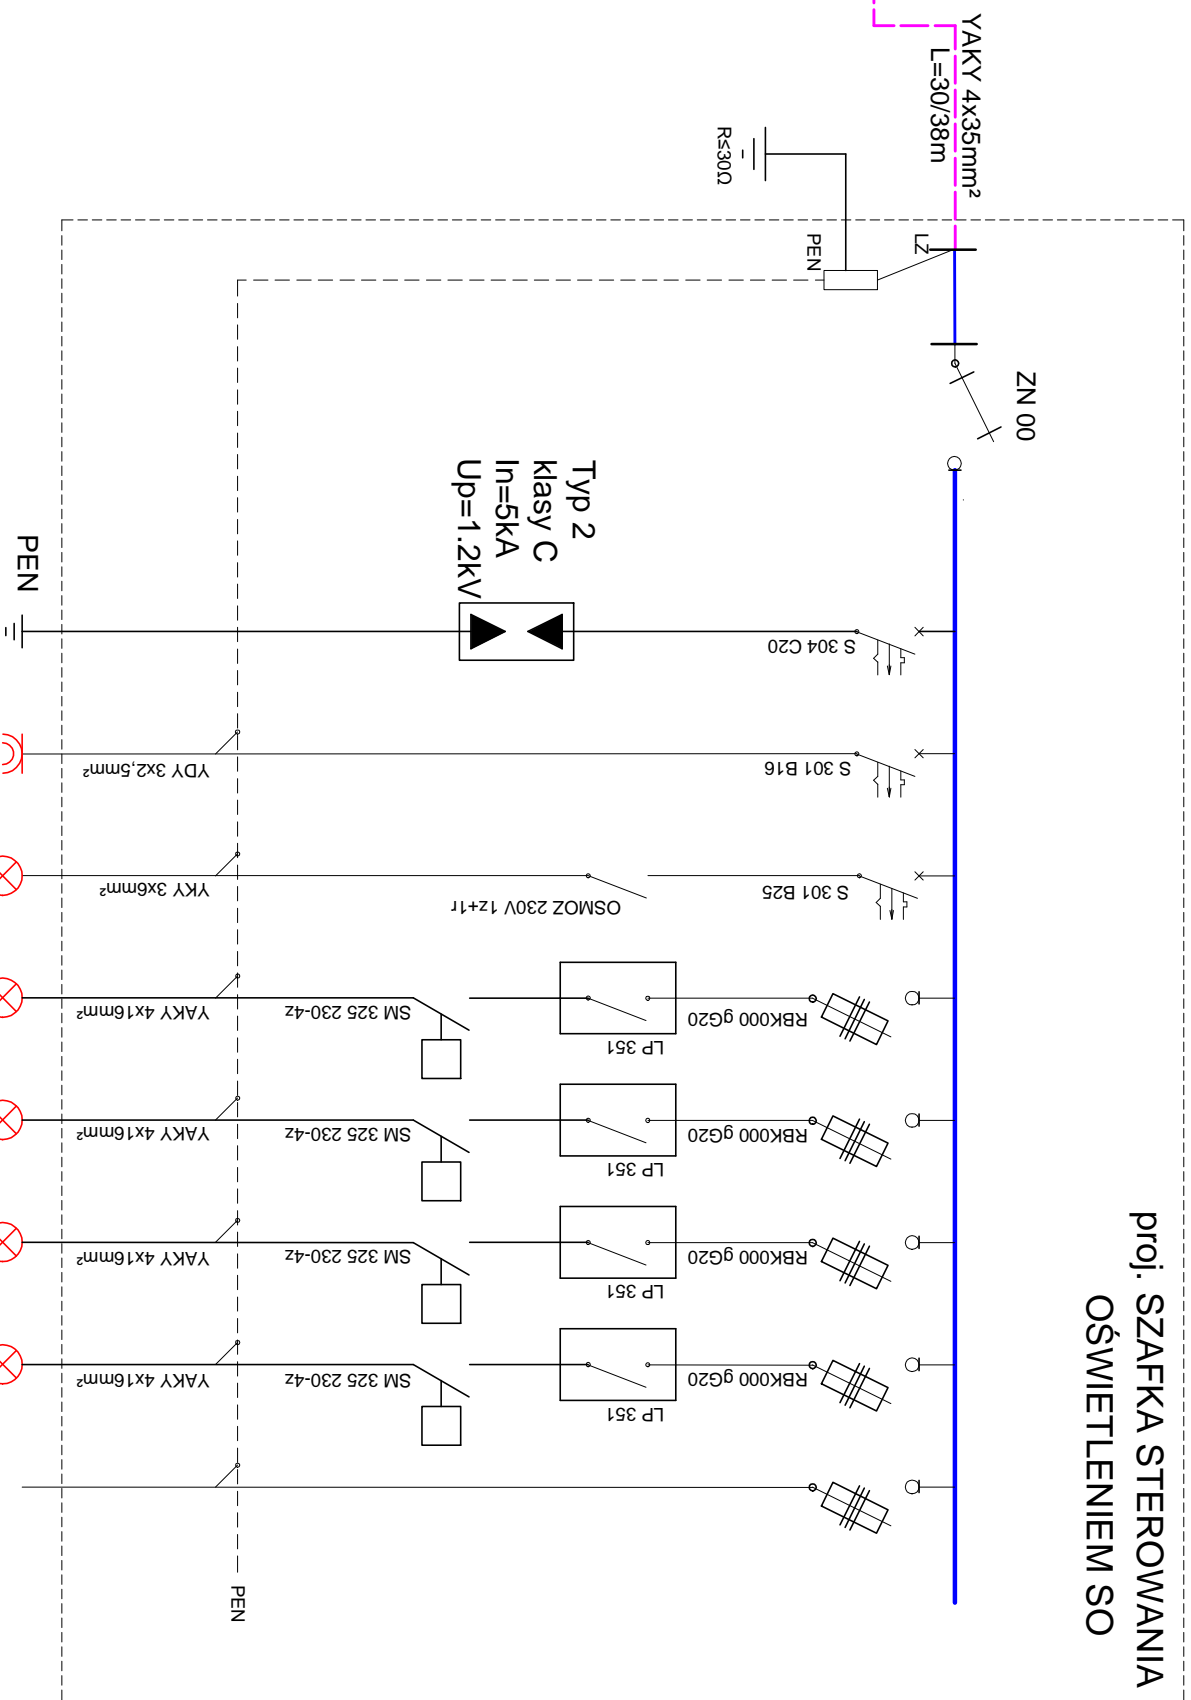 YAKY 4x35mm²
L=30/38m
R≤30Ω
LZ
PEN
ZN 00
Typ 2
klasy C
In=5kA
Up=1.2kV
proj. SZAFKA STEROWANIA
OŚWIETLENIEM SO
S 304 C20
PEN
S 301 B16
YDY 3x2,5mm²
S 301 B25
OSMOZ 230V 1z+1r
YKY 3x6mm²
RBK000 gG20
LP 351
SM 325 230-4z
YAKY 4x16mm²
RBK000 gG20
LP 351
SM 325 230-4z
YAKY 4x16mm²
RBK000 gG20
LP 351
SM 325 230-4z
YAKY 4x16mm²
RBK000 gG20
LP 351
SM 325 230-4z
YAKY 4x16mm²
PEN